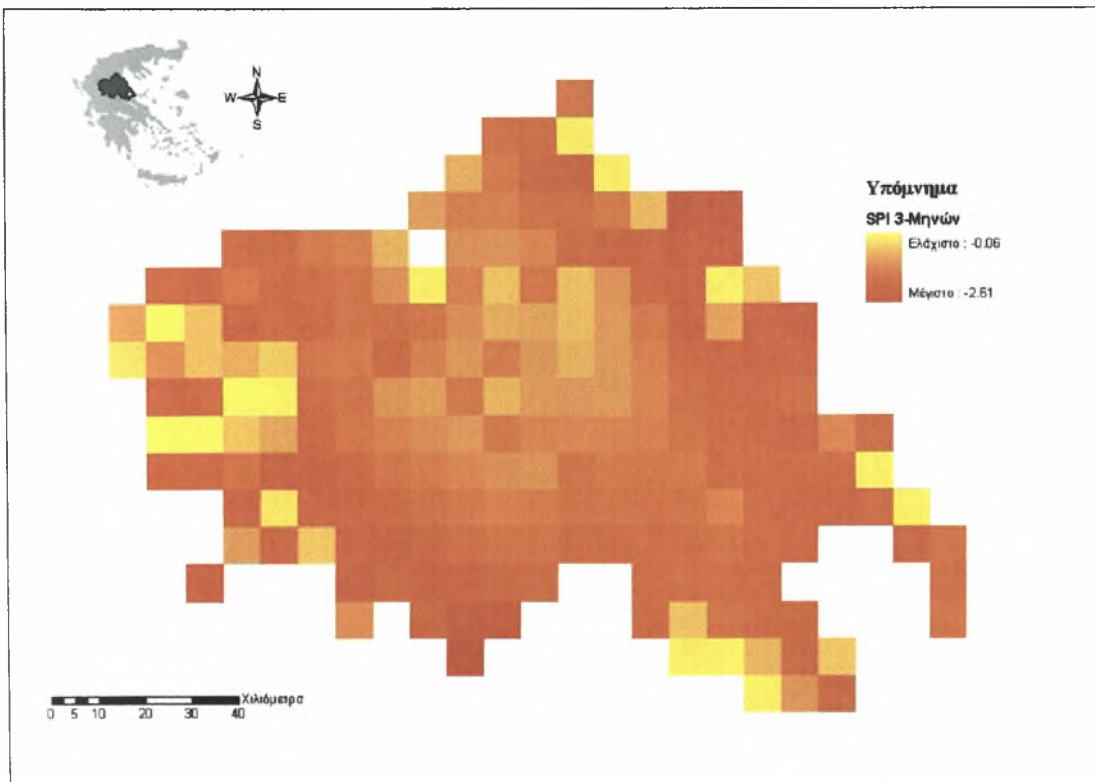 N
W E
S
Υπόμνημα
SPI 3-Μηνών
Ελάχιστο : -0.06
Μέγιστο : -2.61
Χιλιόμετρα
0 5 10 20 30 40